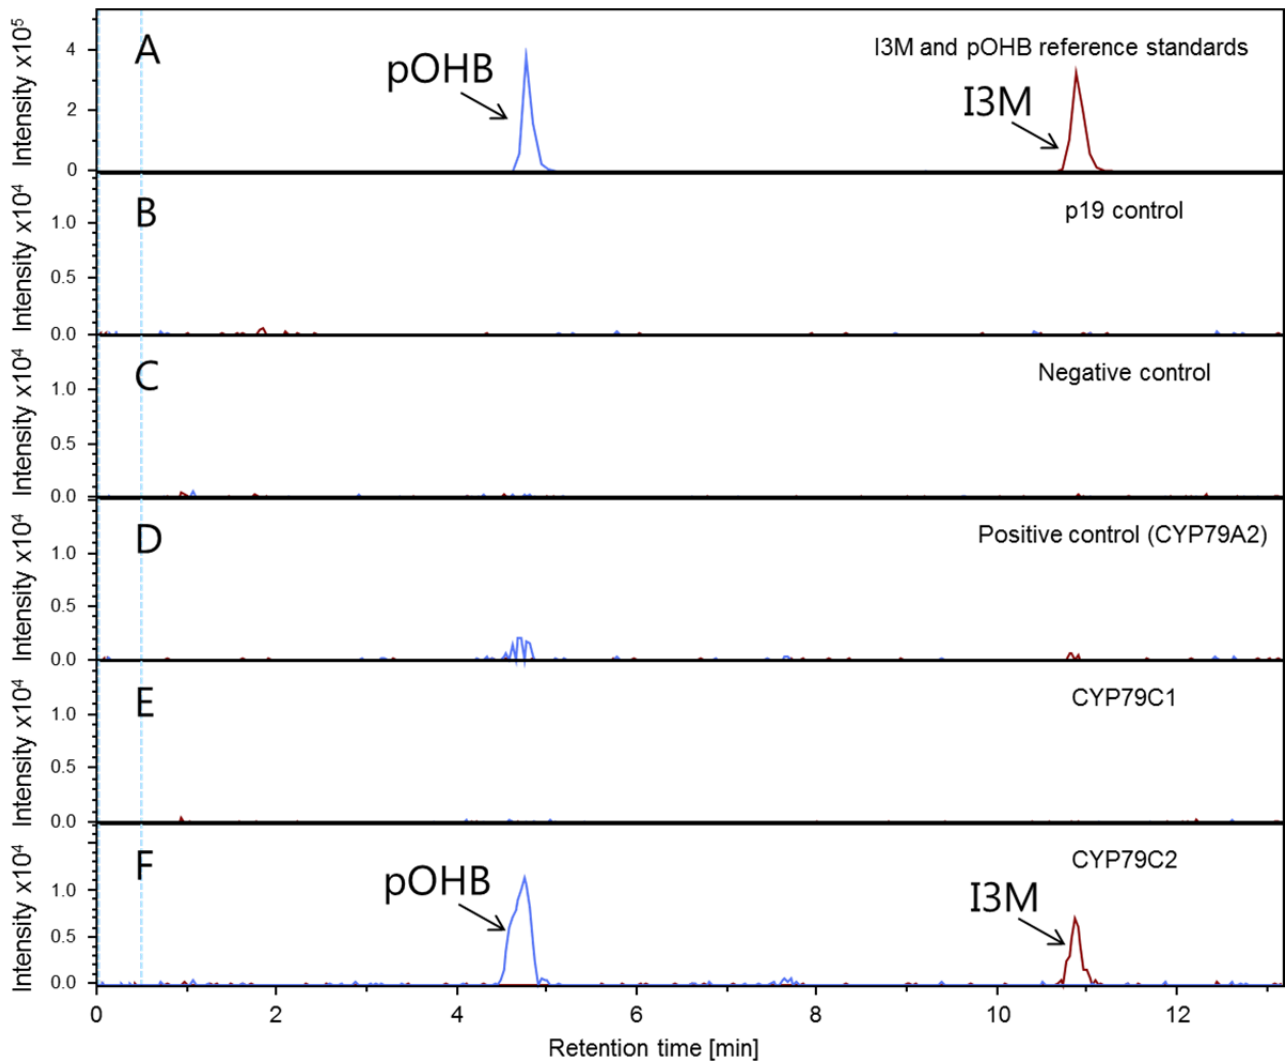 Intensity x10⁵
4
2
0
A
pOHB
I3M and pOHB reference standards
I3M
Intensity x10⁴
1.0
0.5
0.0
B
p19 control
Intensity x10⁴
1.0
0.5
0.0
C
Negative control
Intensity x10⁴
1.0
0.5
0.0
D
Positive control (CYP79A2)
Intensity x10⁴
1.0
0.5
0.0
E
CYP79C1
Intensity x10⁴
1.0
0.5
0.0
F
pOHB
CYP79C2
I3M
0 2 4 6 8 10 12
Retention time [min]